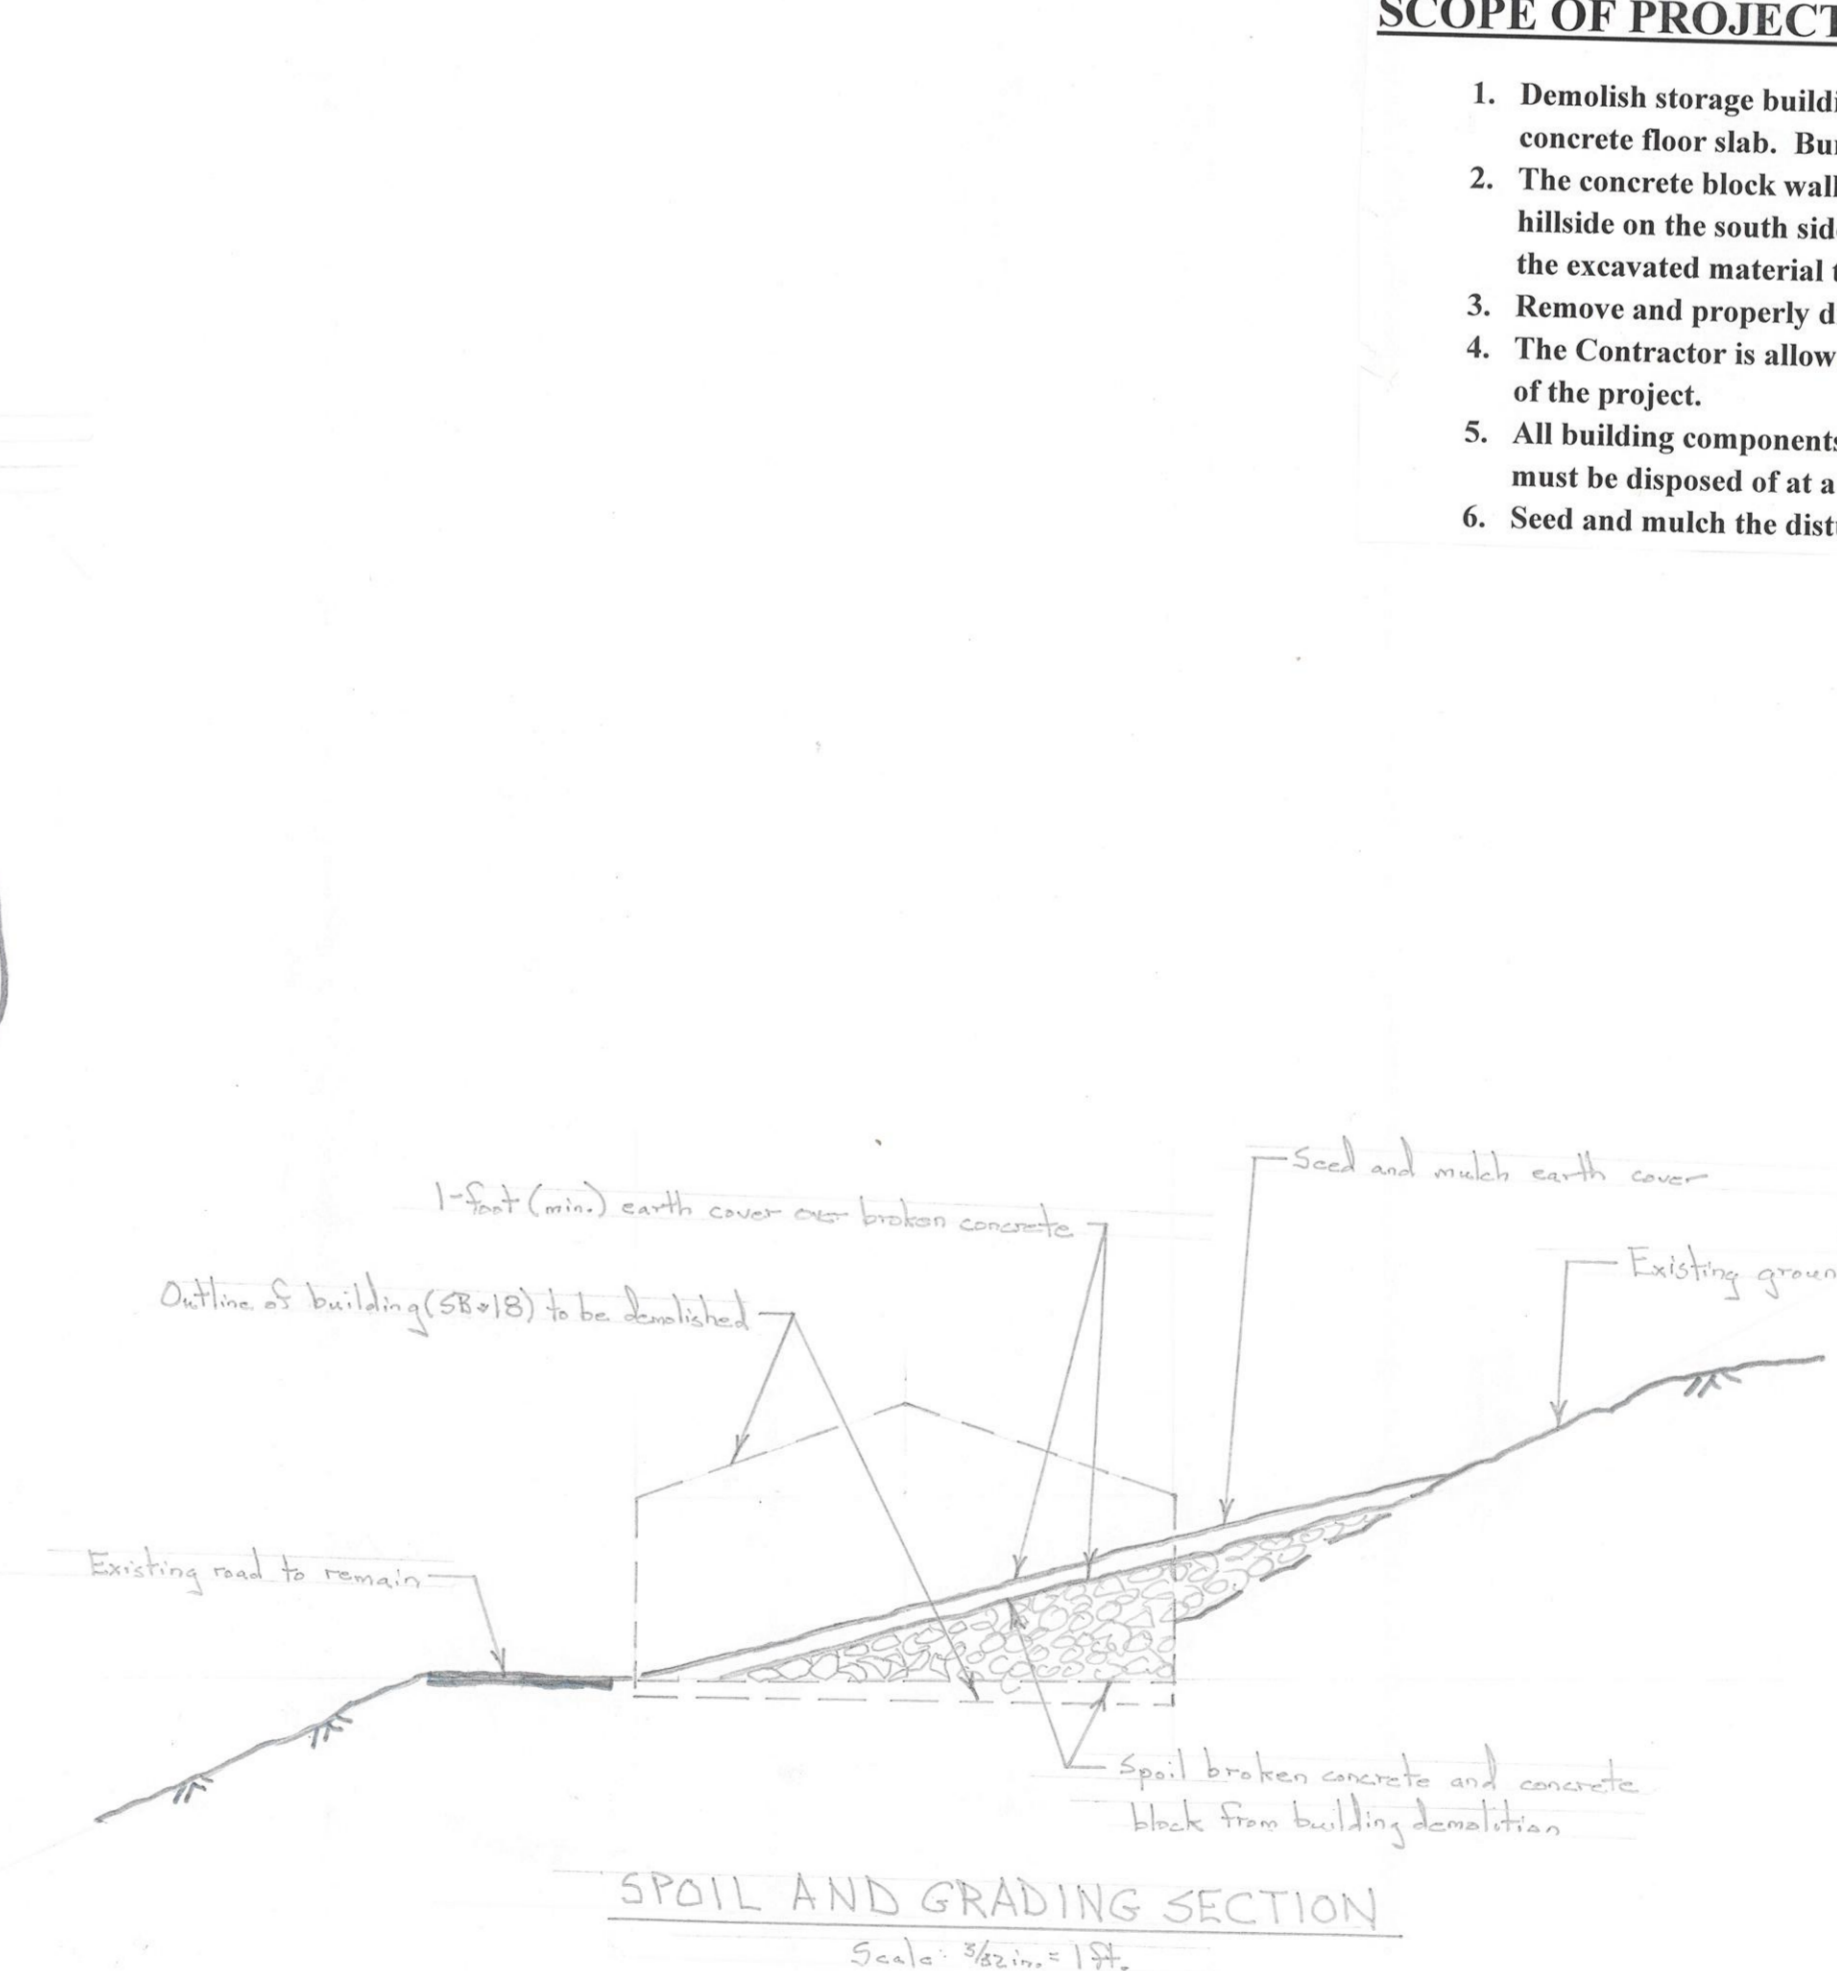 SCOPE OF PROJECT
1. Demolish storage buildi
concrete floor slab. Bur
2. The concrete block wall
hillside on the south sid
the excavated material t
3. Remove and properly d
4. The Contractor is allow
of the project.
5. All building components
must be disposed of at a
6. Seed and mulch the distu
Seed and mulch earth cover
1-foot (min.) earth cover over broken concrete
Existing groun
Outline of building (SB-18) to be demolished
Existing road to remain
Spoil broken concrete and concrete
block from building demolition
SPOIL AND GRADING SECTION
Scale: 3/32 in. = 1 ft.